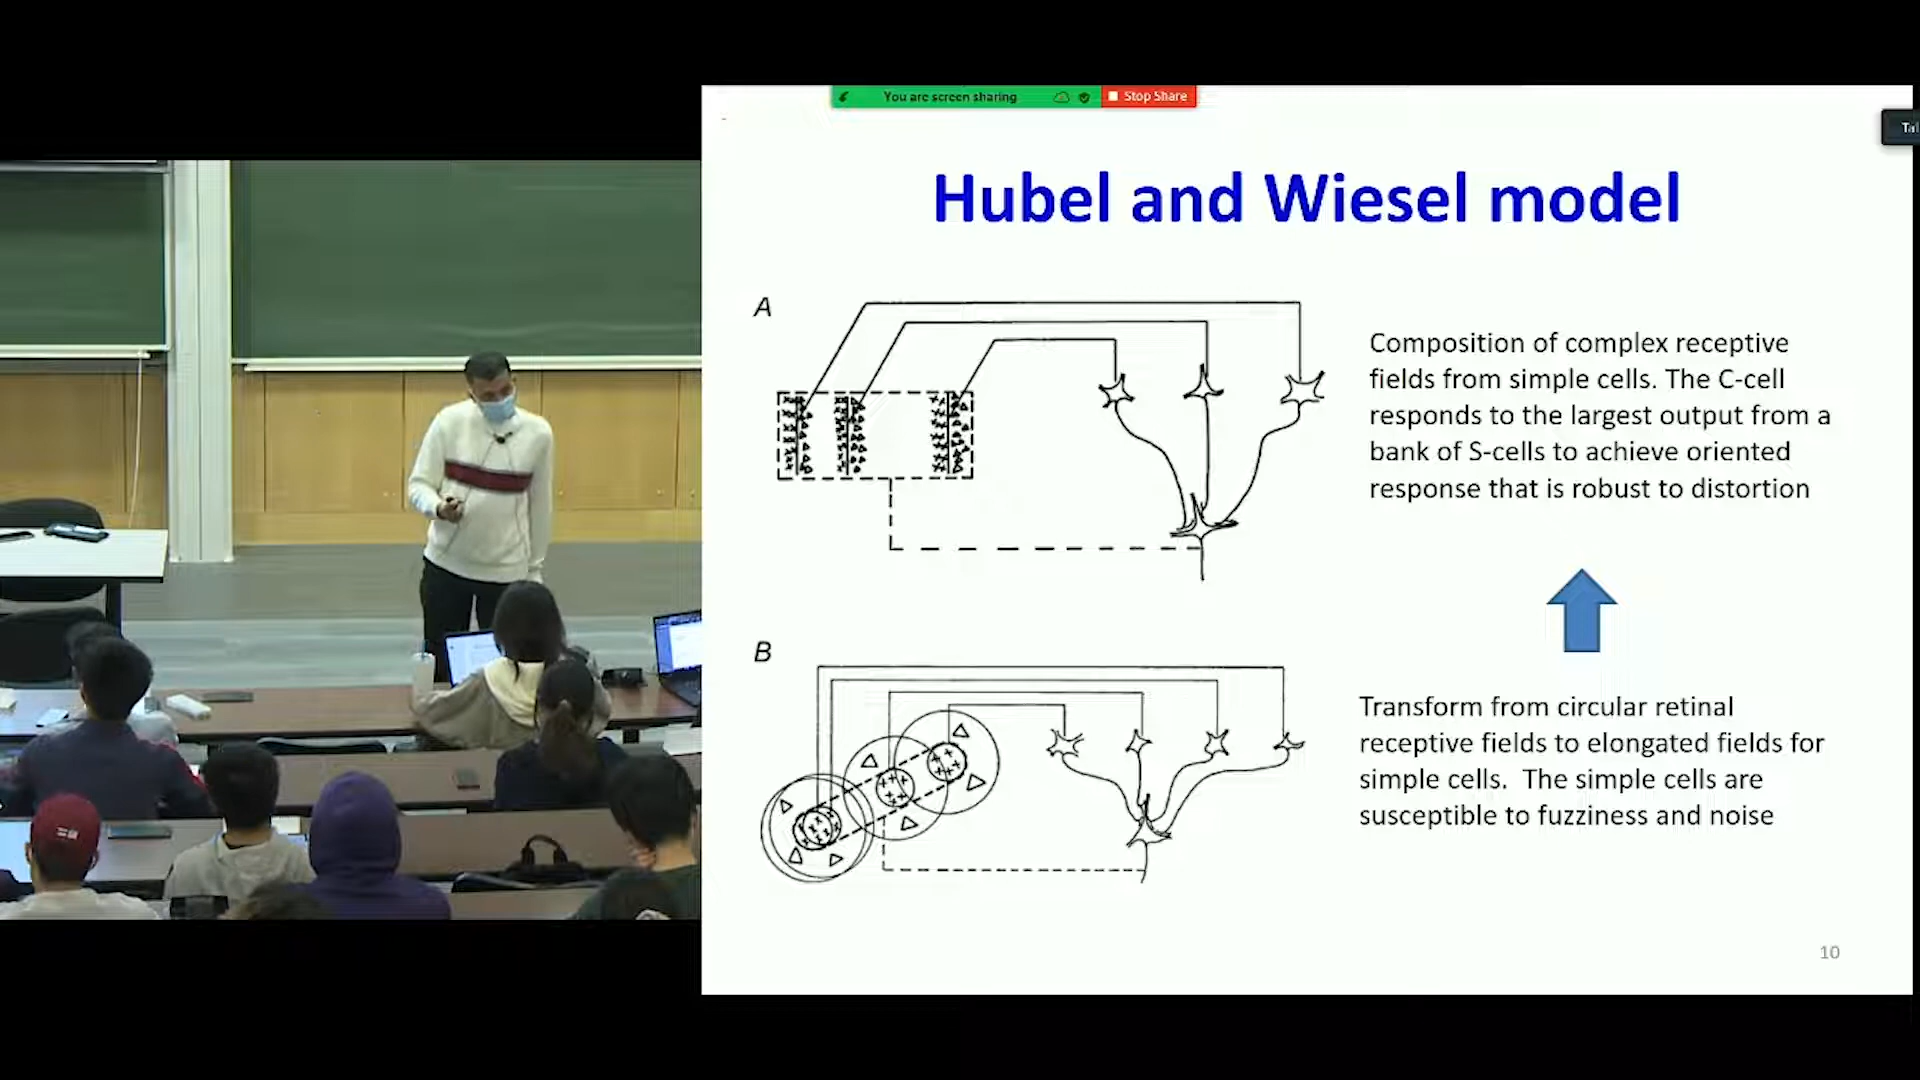 You are screen sharing
Stop Share
Hubel and Wiesel model
A
Composition of complex receptive
fields from simple cells. The C-cell
responds to the largest output from a
bank of S-cells to achieve oriented
response that is robust to distortion
B
Transform from circular retinal
receptive fields to elongated fields for
simple cells. The simple cells are
susceptible to fuzziness and noise
10